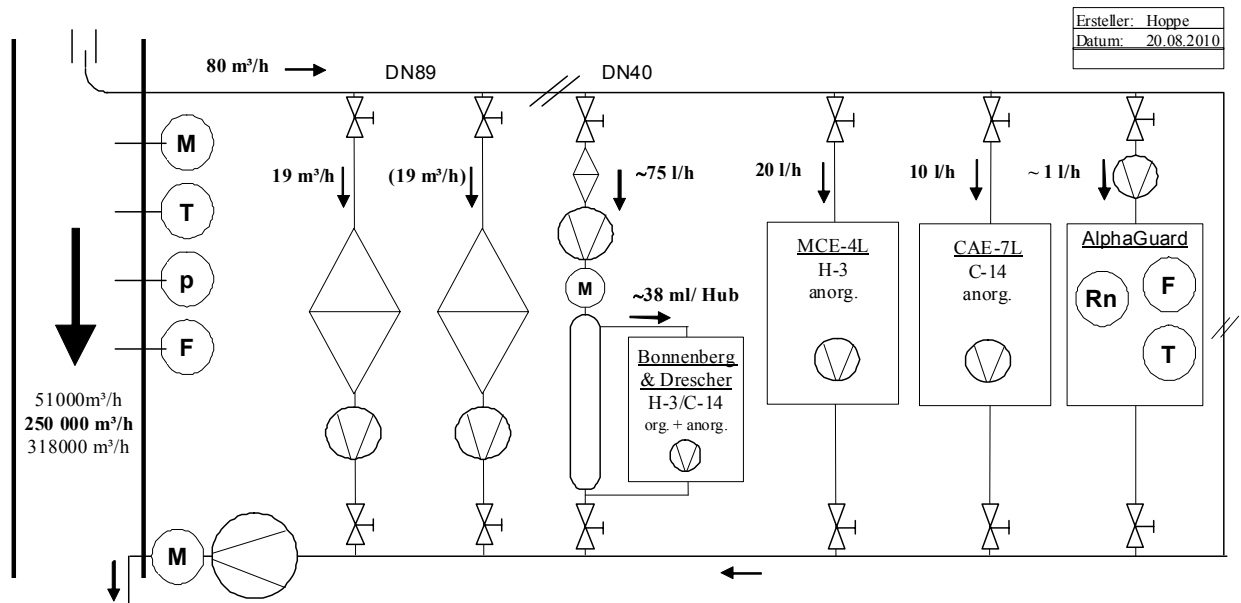 Ersteller: Hoppe
Datum: 20.08.2010
80 m³/h
DN89
DN40
M
T
p
F
19 m³/h
(19 m³/h)
~75 l/h
20 l/h
10 l/h
~ 1 l/h
M
~38 ml/ Hub
Bonnenberg
& Drescher
H-3/C-14
org. + anorg.
MCE-4L
H-3
anorg.
CAE-7L
C-14
anorg.
AlphaGuard
Rn
F
T
51000m³/h
250 000 m³/h
318000 m³/h
M